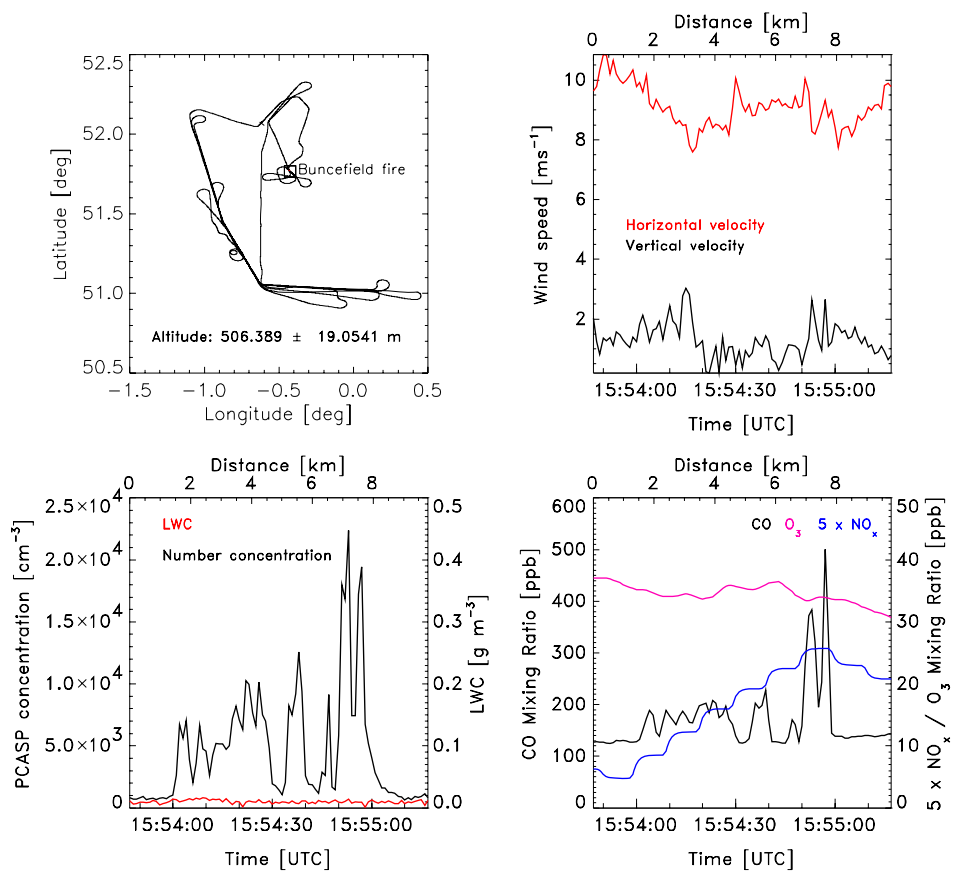 52.5
52.0
51.5
51.0
50.5
Latitude [deg]
Buncefield fire
Altitude: 506.389 ± 19.0541 m
−1.5 −1.0 −0.5 0.0 0.5
Longitude [deg]
Distance [km]
0 2 4 6 8
10
8
6
4
2
Wind speed [ms⁻¹]
Horizontal velocity
Vertical velocity
15:54:00 15:54:30 15:55:00
Time [UTC]
Distance [km]
0 2 4 6 8
2.5×10⁴
2.0×10⁴
1.5×10⁴
1.0×10⁴
5.0×10³
0
PCASP concentration [cm⁻³]
LWC
Number concentration
0.5
0.4
0.3
0.2
0.1
0.0
LWC [g m⁻³]
15:54:00 15:54:30 15:55:00
Time [UTC]
Distance [km]
0 2 4 6 8
600
500
400
300
200
100
0
CO Mixing Ratio [ppb]
CO O₃ 5 x NOₓ
50
40
30
20
10
0
5 x NOₓ / O₃ Mixing Ratio [ppb]
15:54:00 15:54:30 15:55:00
Time [UTC]